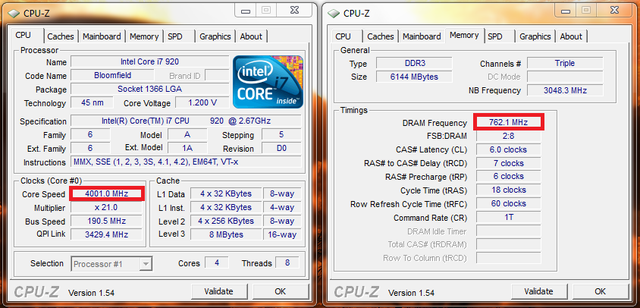 CPU-Z
CPU Caches Mainboard Memory SPD Graphics About
Processor
Name Intel Core i7 920
Code Name Bloomfield Brand ID
Package Socket 1366 LGA
Technology 45 nm Core Voltage 1.200 V
intel CORE i7 inside™
Specification Intel(R) Core(TM) i7 CPU 920 @ 2.67GHz
Family 6 Model A Stepping 5
Ext. Family 6 Ext. Model 1A Revision D0
Instructions MMX, SSE (1, 2, 3, 3S, 4.1, 4.2), EM64T, VT-x
Clocks (Core #0)
Core Speed 4001.0 MHz
Multiplier x 21.0
Bus Speed 190.5 MHz
QPI Link 3429.4 MHz
Cache
L1 Data 4 x 32 KBytes 8-way
L1 Inst. 4 x 32 KBytes 4-way
Level 2 4 x 256 KBytes 8-way
Level 3 8 MBytes 16-way
Selection Processor #1 Cores 4 Threads 8
CPU-Z Version 1.54 Validate OK
CPU-Z
CPU Caches Mainboard Memory SPD Graphics About
General
Type DDR3 Channels # Triple
Size 6144 MBytes DC Mode
NB Frequency 3048.3 MHz
Timings
DRAM Frequency 762.1 MHz
FSB:DRAM 2:8
CAS# Latency (CL) 6.0 clocks
RAS# to CAS# Delay (tRCD) 7 clocks
RAS# Precharge (tRP) 6 clocks
Cycle Time (tRAS) 18 clocks
Row Refresh Cycle Time (tRFC) 60 clocks
Command Rate (CR) 1T
DRAM Idle Timer
Total CAS# (tRDRAM)
Row To Column (tRCD)
CPU-Z Version 1.54 Validate OK